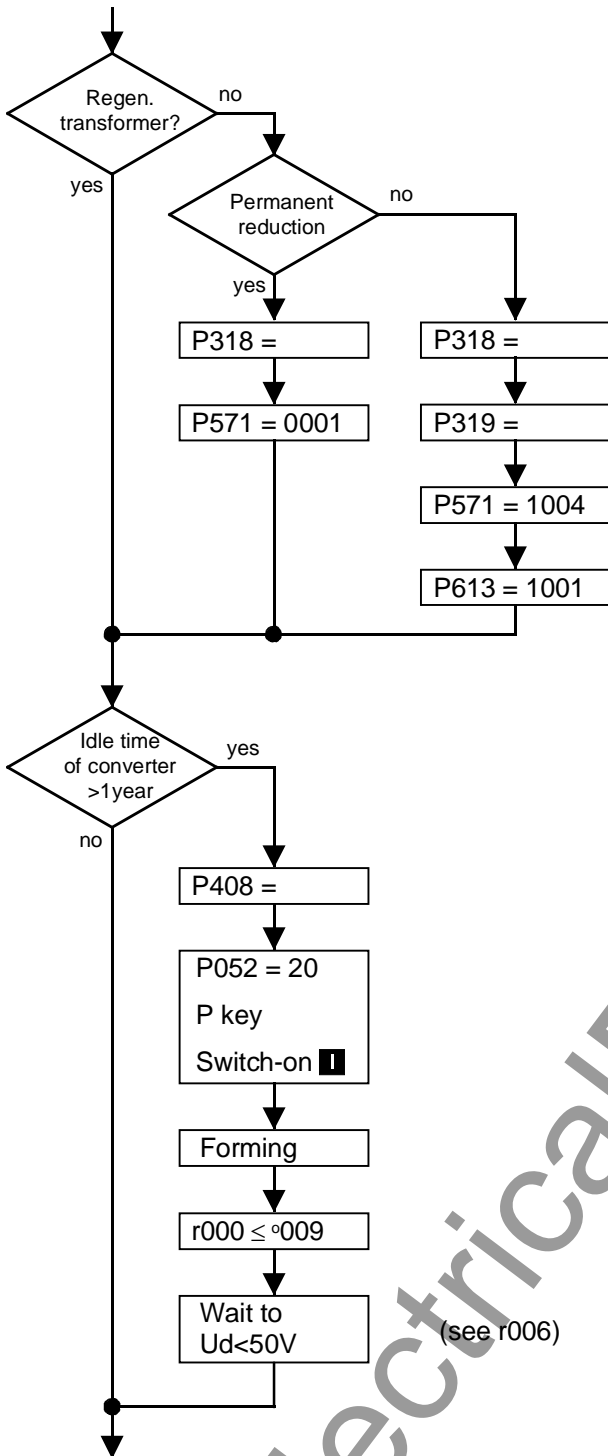 Regen.
transformer?
no
yes
Permanent
reduction
no
yes
P318 =
P571 = 0001
P318 =
P319 =
P571 = 1004
P613 = 1001
Idle time
of converter
>1year
yes
no
P408 =
P052 = 20
P key
Switch-on I
Forming
r000 ≤ °009
Wait to
Ud<50V
(see r006)